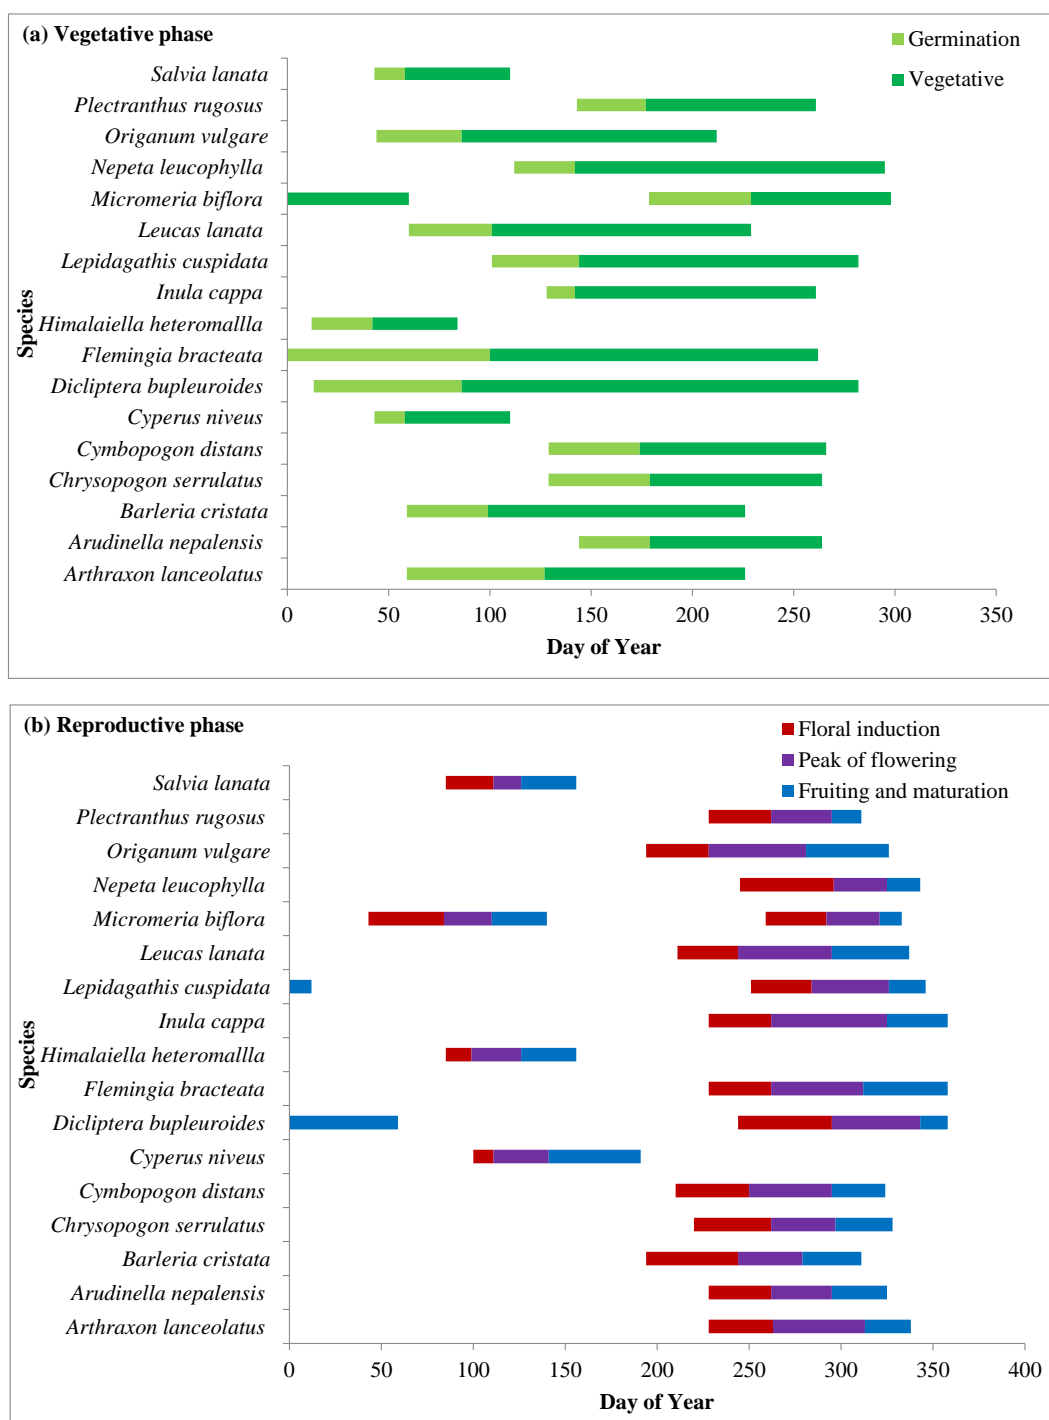 (a) Vegetative phase
Germination
Vegetative
Salvia lanata
Plectranthus rugosus
Origanum vulgare
Nepeta leucophylla
Micromeria biflora
Leucas lanata
Lepidagathis cuspidata
Inula cappa
Himalaiella heteromallla
Flemingia bracteata
Dicliptera bupleuroides
Cyperus niveus
Cymbopogon distans
Chrysopogon serrulatus
Barleria cristata
Arudinella nepalensis
Arthraxon lanceolatus
Species
0 50 100 150 200 250 300 350
Day of Year
(b) Reproductive phase
Floral induction
Peak of flowering
Fruiting and maturation
Salvia lanata
Plectranthus rugosus
Origanum vulgare
Nepeta leucophylla
Micromeria biflora
Leucas lanata
Lepidagathis cuspidata
Inula cappa
Himalaiella heteromallla
Flemingia bracteata
Dicliptera bupleuroides
Cyperus niveus
Cymbopogon distans
Chrysopogon serrulatus
Barleria cristata
Arudinella nepalensis
Arthraxon lanceolatus
Species
0 50 100 150 200 250 300 350 400
Day of Year